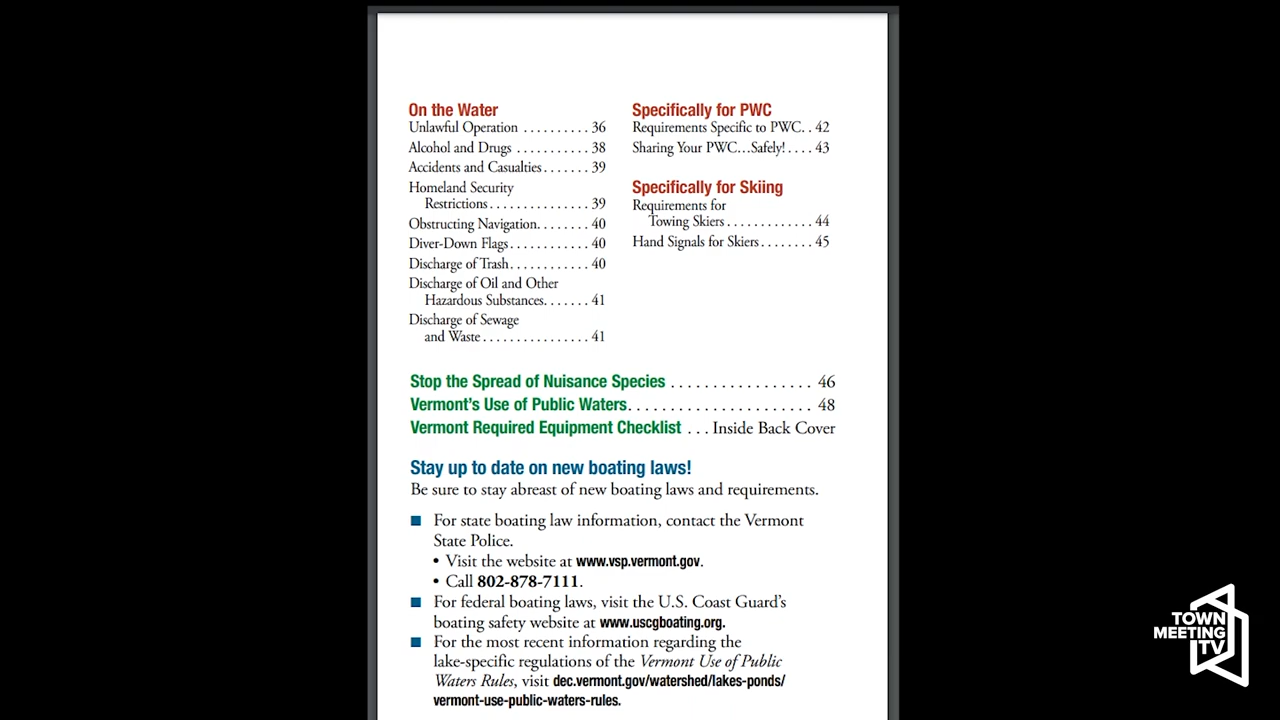 On the Water
Unlawful Operation . . . . . . . . . . 36
Alcohol and Drugs . . . . . . . . . . . 38
Accidents and Casualties . . . . . . . 39
Homeland Security
Restrictions . . . . . . . . . . . . . . . 39
Obstructing Navigation. . . . . . . . 40
Diver-Down Flags . . . . . . . . . . . . 40
Discharge of Trash . . . . . . . . . . . . 40
Discharge of Oil and Other
Hazardous Substances. . . . . . . 41
Discharge of Sewage
and Waste . . . . . . . . . . . . . . . . 41
Specifically for PWC
Requirements Specific to PWC. . 42
Sharing Your PWC…Safely! . . . . 43
Specifically for Skiing
Requirements for
Towing Skiers . . . . . . . . . . . . . 44
Hand Signals for Skiers . . . . . . . . 45
Stop the Spread of Nuisance Species . . . . . . . . . . . . . . . . . 46
Vermont's Use of Public Waters. . . . . . . . . . . . . . . . . . . . . . 48
Vermont Required Equipment Checklist . . . Inside Back Cover
Stay up to date on new boating laws!
Be sure to stay abreast of new boating laws and requirements.
■ For state boating law information, contact the Vermont
State Police.
• Visit the website at www.vsp.vermont.gov.
• Call 802-878-7111.
■ For federal boating laws, visit the U.S. Coast Guard's
boating safety website at www.uscgboating.org.
■ For the most recent information regarding the
lake-specific regulations of the Vermont Use of Public
Waters Rules, visit dec.vermont.gov/watershed/lakes-ponds/
vermont-use-public-waters-rules.
TOWN
MEETING
TV